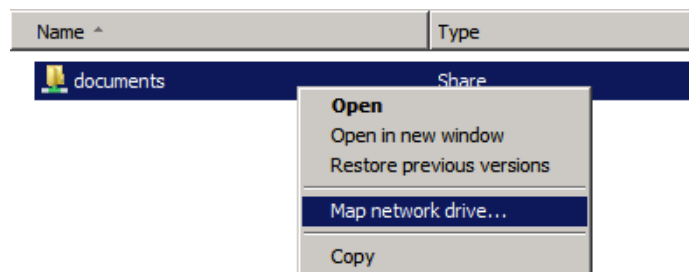 Name Type
documents Share
Open
Open in new window
Restore previous versions
Map network drive...
Copy